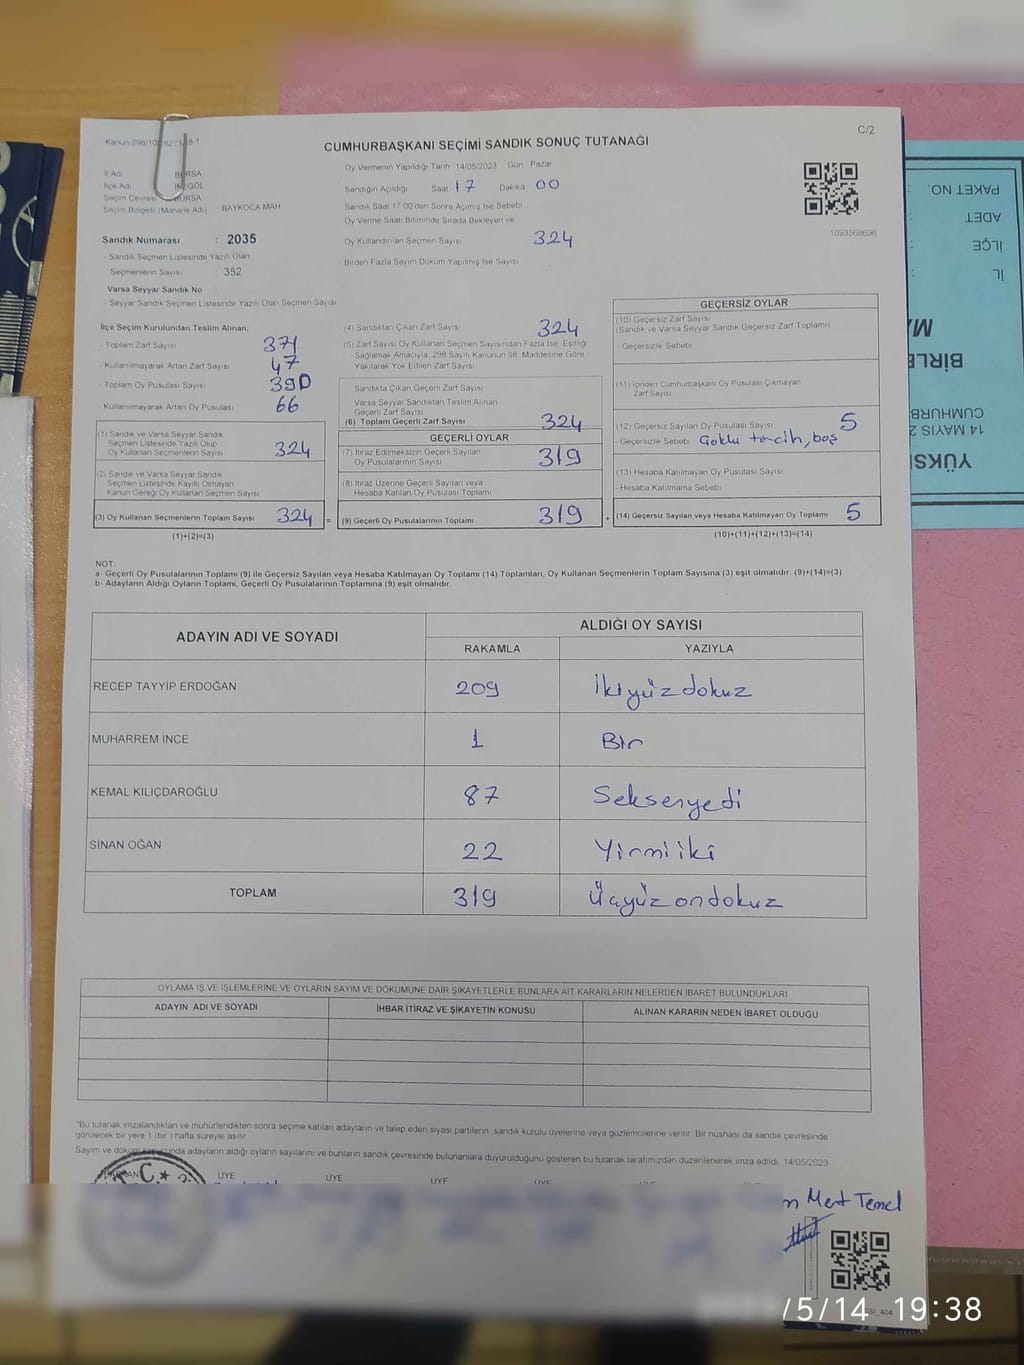 C/2
CUMHURBAŞKANI SEÇİMİ SANDIK SONUÇ TUTANAĞI
İl Adı : BURSA
İlçe Adı İNEGÖL
Seçim Çevresi BURSA
Seçim Bölgesi (Mahalle Adı) BAYKOCA MAH.
Sandık Numarası : 2035
- Sandık Seçmen Listesinde Yazılı Olan
Seçmenlerin Sayısı : 352
Varsa Seyyar Sandık No
- Seyyar Sandık Seçmen Listesinde Yazılı Olan Seçmen Sayısı
Oy Vermenin Yapıldığı Tarih 14/05/2023 Gün Pazar
Sandığın Açıldığı Saat 17 Dakika 00
Sandık Saat 17.00'den Sonra Açılmış İse Sebebi
Oy Verme Saati Bitiminde Sırada Bekleyen ve
Oy Kullandırılan Seçmen Sayısı 324
Birden Fazla Sayım Döküm Yapılmış İse Sayısı
1093568696
İlçe Seçim Kurulundan Teslim Alınan;
- Toplam Zarf Sayısı 371
- Kullanılmayarak Artan Zarf Sayısı 47
- Toplam Oy Pusulası Sayısı 390
- Kullanılmayarak Artan Oy Pusulası 66
(1) Sandık ve Varsa Seyyar Sandık
Seçmen Listesinde Yazılı Olup
Oy Kullanan Seçmenlerin Sayısı 324
(2) Sandık ve Varsa Seyyar Sandık
Seçmen Listesinde Kayıtlı Olmayan
Kanun Gereği Oy Kullanan Seçmen Sayısı
(3) Oy Kullanan Seçmenlerin Toplam Sayısı 324 =
(1)+(2)=(3)
(4) Sandıktan Çıkan Zarf Sayısı 324
(5) Zarf Sayısı Oy Kullanan Seçmen Sayısından Fazla İse, Eşitliği
Sağlamak Amacıyla, 298 Sayılı Kanunun 98. Maddesine Göre
Yakılarak Yok Edilen Zarf Sayısı
Sandıkta Çıkan Geçerli Zarf Sayısı
Varsa Seyyar Sandıktan Teslim Alınan
Geçerli Zarf Sayısı
(6) Toplam Geçerli Zarf Sayısı 324
GEÇERLİ OYLAR
(7) İtiraz Edilmeksizin Geçerli Sayılan
Oy Pusulalarının Sayısı 319
(8) İtiraz Üzerine Geçerli Sayılan veya
Hesaba Katılan Oy Pusulası Toplamı
(9) Geçerli Oy Pusulalarının Toplamı 319 +
GEÇERSİZ OYLAR
(10) Geçersiz Zarf Sayısı
(Sandık ve Varsa Seyyar Sandık Geçersiz Zarf Toplamı)
- Geçersizlik Sebebi
(11) İçinden Cumhurbaşkanı Oy Pusulası Çıkmayan
Zarf Sayısı
(12) Geçersiz Sayılan Oy Pusulası Sayısı 5
- Geçersizlik Sebebi Çoklu tercih, boş
(13) Hesaba Katılmayan Oy Pusulası Sayısı
- Hesaba Katılmama Sebebi
(14) Geçersiz Sayılan veya Hesaba Katılmayan Oy Toplamı 5
(10)+(11)+(12)+(13)=(14)
NOT:
a- Geçerli Oy Pusulalarının Toplamı (9) ile Geçersiz Sayılan veya Hesaba Katılmayan Oy Toplamı (14) Toplamları, Oy Kullanan Seçmenlerin Toplam Sayısına (3) eşit olmalıdır. (9)+(14)=(3)
b- Adayların Aldığı Oyların Toplamı, Geçerli Oy Pusulalarının Toplamına (9) eşit olmalıdır.
ADAYIN ADI VE SOYADI ALDIĞI OY SAYISI
RAKAMLA YAZIYLA
RECEP TAYYİP ERDOĞAN 209 İkiyüzdokuz
MUHARREM İNCE 1 Bir
KEMAL KILIÇDAROĞLU 87 Seksenyedi
SİNAN OĞAN 22 Yirmiiki
TOPLAM 319 Üçyüzondokuz
OYLAMA İŞ VE İŞLEMLERİNE VE OYLARIN SAYIM VE DÖKÜMÜNE DAİR ŞİKAYETLERLE BUNLARA AİT KARARLARIN NELERDEN İBARET BULUNDUKLARI
ADAYIN ADI VE SOYADI İHBAR İTİRAZ VE ŞİKAYETİN KONUSU ALINAN KARARIN NEDEN İBARET OLDUĞU
*Bu tutanak imzalandıktan ve mühürlendikten sonra seçime katılan adayların ve talep eden siyasi partilerin sandık kurulu üyelerine veya gözlemcilerine verilir. Bir nüshası da sandık çevresinde
görülecek bir yere 1 (bir) hafta süreyle asılır.
Sayım ve döküm sonucunda adayların aldığı oyların sayılarını ve bunların sandık çevresinde bulunanlara duyurulduğunu gösteren bu tutanak tarafımızdan düzenlenerek imza edildi. 14/05/2023
T.C.
ÜYE ÜYE ÜYE
Mert Temel
/5/14 19:38
PAKET NO.
ADET
İLÇE :
İL :
BİRLE
CUMHURB
14 MAYIS 2
YÜKS